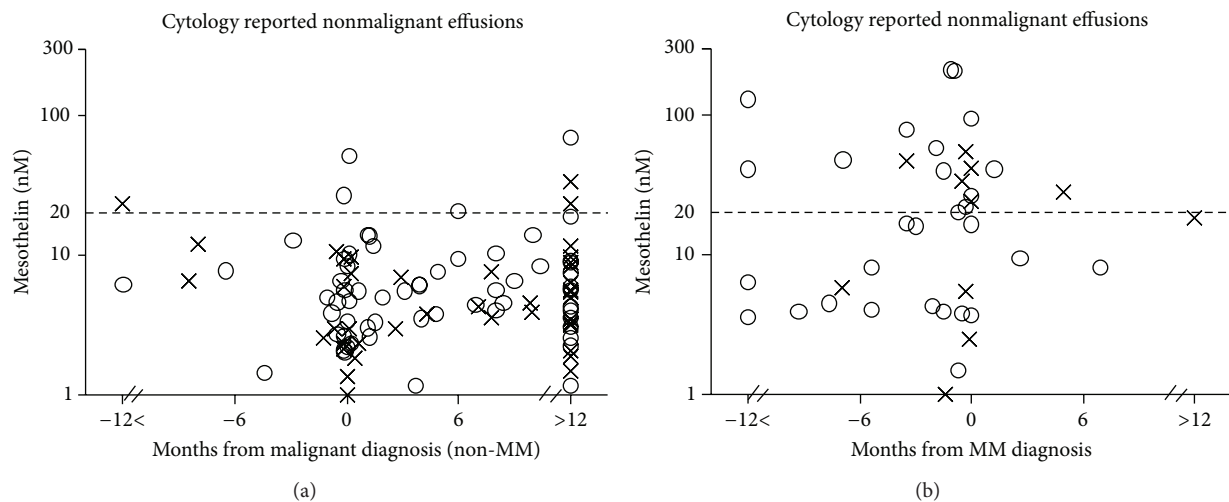 Cytology reported nonmalignant effusions
300
100
20
10
1
Mesothelin (nM)
−12< −6 0 6 >12
Months from malignant diagnosis (non-MM)
(a)
Cytology reported nonmalignant effusions
300
100
20
10
1
Mesothelin (nM)
−12< −6 0 6 >12
Months from MM diagnosis
(b)